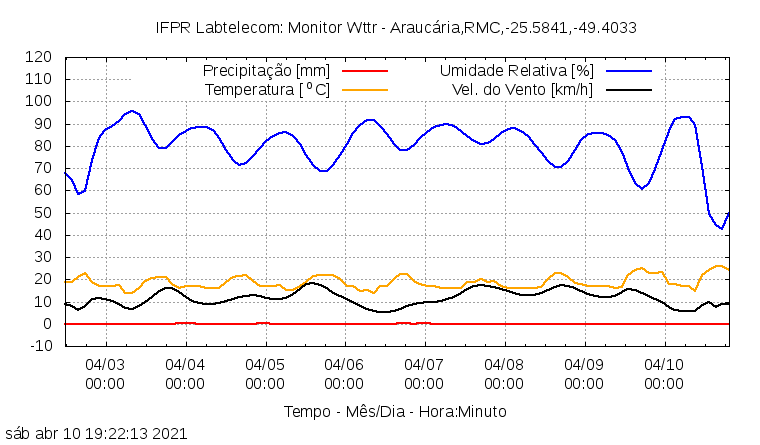 IFPR Labtelecom: Monitor Wttr - Araucária,RMC,-25.5841,-49.4033
120
110
100
90
80
70
60
50
40
30
20
10
0
-10
Precipitação [mm]
Temperatura [⁰C]
Umidade Relativa [%]
Vel. do Vento [km/h]
04/03 04/04 04/05 04/06 04/07 04/08 04/09 04/10
00:00 00:00 00:00 00:00 00:00 00:00 00:00 00:00
Tempo - Mês/Dia - Hora:Minuto
sáb abr 10 19:22:13 2021